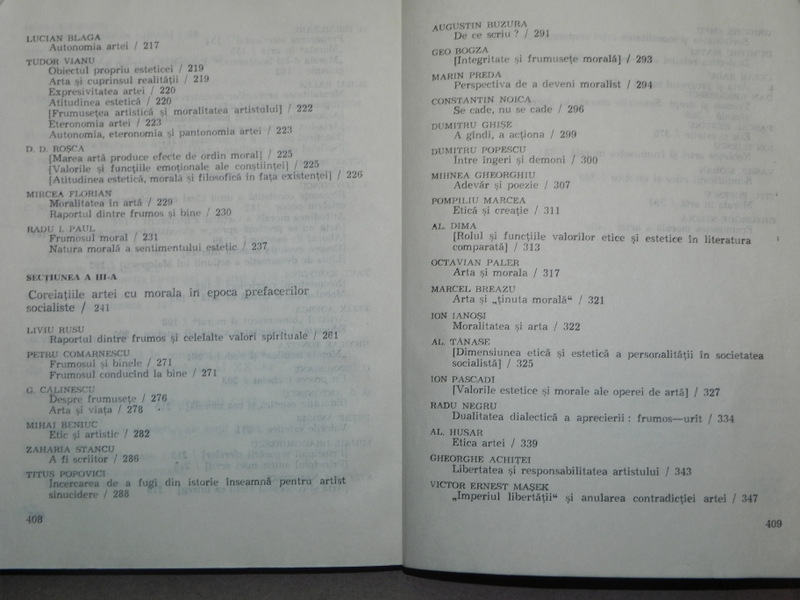 LUCIAN BLAGA
Autonomia artei / 217
TUDOR VIANU
Obiectul propriu esteticei / 219
Arta și cuprinsul realității / 219
Expresivitatea artei / 220
Atitudinea estetică / 220
[Frumusețea artistică și moralitatea artistului] / 222
Eteronomia artei / 223
Autonomia, eteronomia și pantonomia artei / 223
D. D. ROȘCA
[Marea artă produce efecte de ordin moral] / 225
[Valorile și funcțiile emoționale ale conștiinței] / 225
[Atitudinea estetică, morala și filosofică în fața existenței] / 226
MIRCEA FLORIAN
Moralitatea în artă / 229
Raportul dintre frumos și bine / 230
RADU I. PAUL
Frumosul moral / 231
Natura morală a sentimentului estetic / 237
SECȚIUNEA A III-A
Corelațiile artei cu morala în epoca prefacerilor
socialiste / 241
LIVIU RUSU
Raportul dintre frumos și celelalte valori spirituale / 261
PETRU COMARNESCU
Frumosul și binele / 271
Frumosul conducînd la bine / 271
G. CĂLINESCU
Despre frumusețe / 276
Arta și viața / 278
MIHAI BENIUC
Etic și artistic / 282
ZAHARIA STANCU
A fi scriitor / 286
TITUS POPOVICI
Încercarea de a fugi din istorie înseamnă pentru artist
sinucidere / 288
408
AUGUSTIN BUZURA
De ce scriu ? / 291
GEO BOGZA
[Integritate și frumusețe morală] / 293
MARIN PREDA
Perspectiva de a deveni moralist / 294
CONSTANTIN NOICA
Se cade, nu se cade / 296
DUMITRU GHIȘE
A gîndi, a acționa / 299
DUMITRU POPESCU
Între îngeri și demoni / 300
MIHNEA GHEORGHIU
Adevăr și poezie / 307
POMPILIU MARCEA
Etică și creație / 311
AL. DIMA
[Rolul și funcțiile valorilor etice și estetice în literatura
comparată] / 313
OCTAVIAN PALER
Arta și morala / 317
MARCEL BREAZU
Arta și „ținuta morală“ / 321
ION IANOȘI
Moralitatea și arta / 322
AL. TĂNASE
[Dimensiunea etică și estetică a personalității în societatea
socialistă] / 325
ION PASCADI
[Valorile estetice și morale ale operei de artă] / 327
RADU NEGRU
Dualitatea dialectică a aprecierii : frumos—urît / 334
AL. HUSAR
Etica artei / 339
GHEORGHE ACHIȚEI
Libertatea și responsabilitatea artistului / 343
VICTOR ERNEST MAȘEK
„Imperiul libertății“ și anularea contradicției artei / 347
409